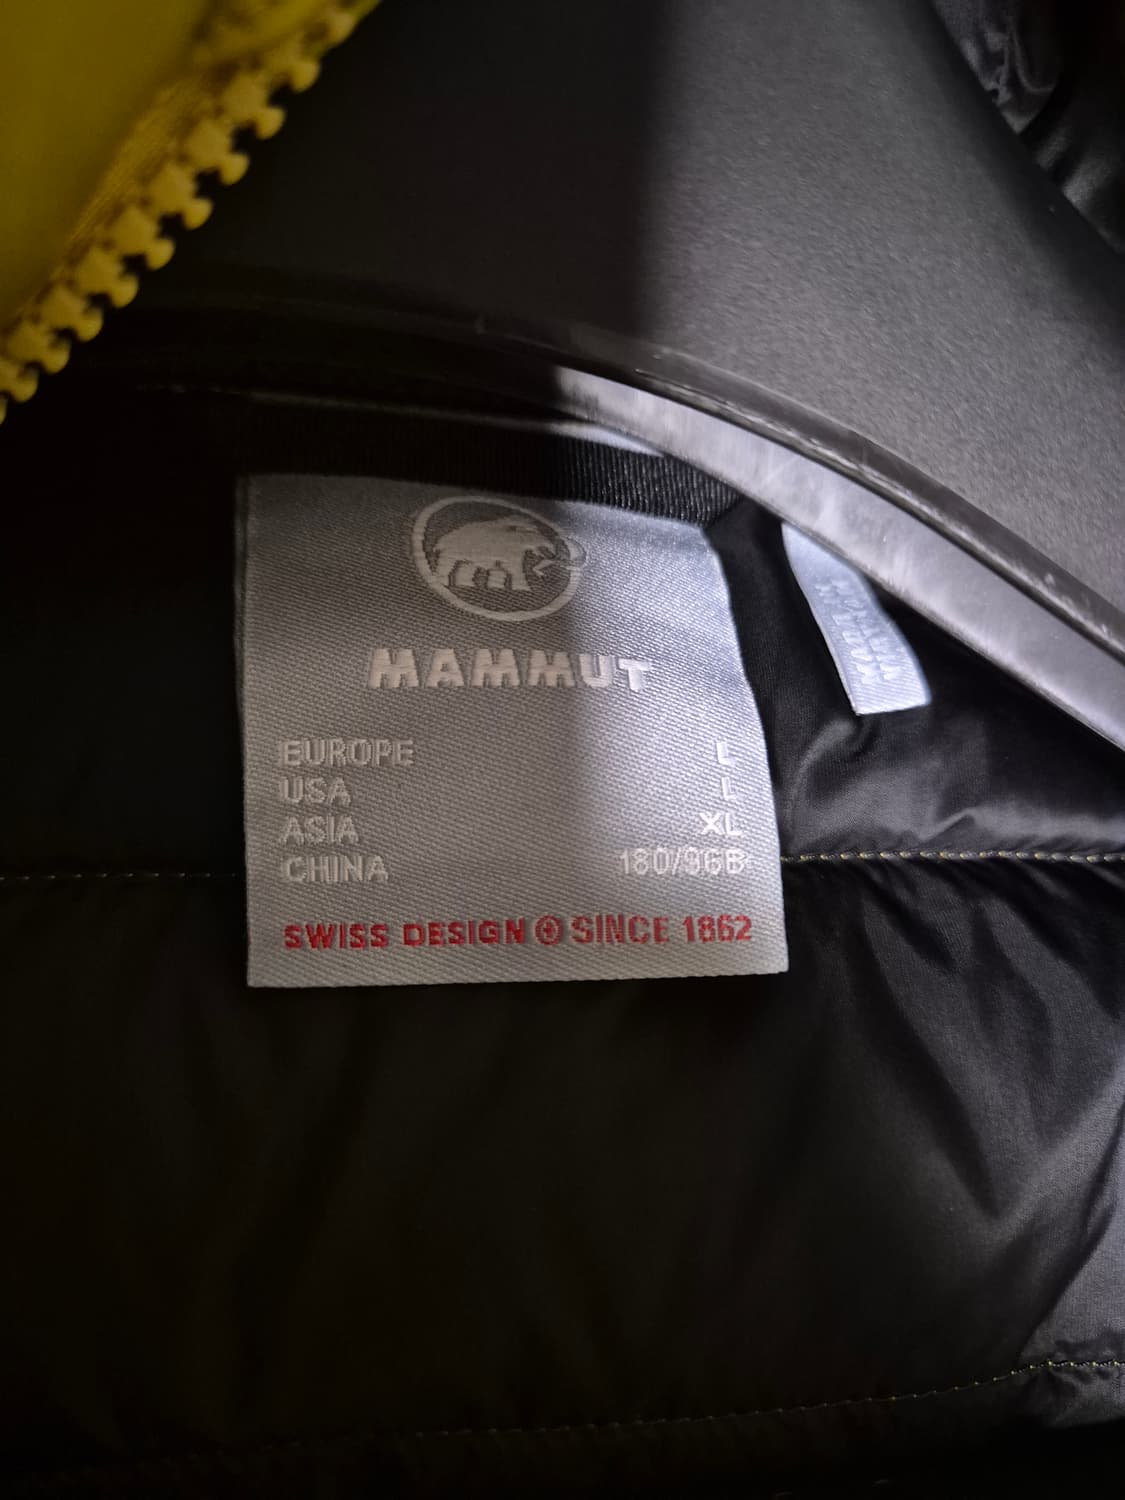 MAMMUT
EUROPE L
USA L
ASIA XL
CHINA 180/96B
SWISS DESIGN SINCE 1862